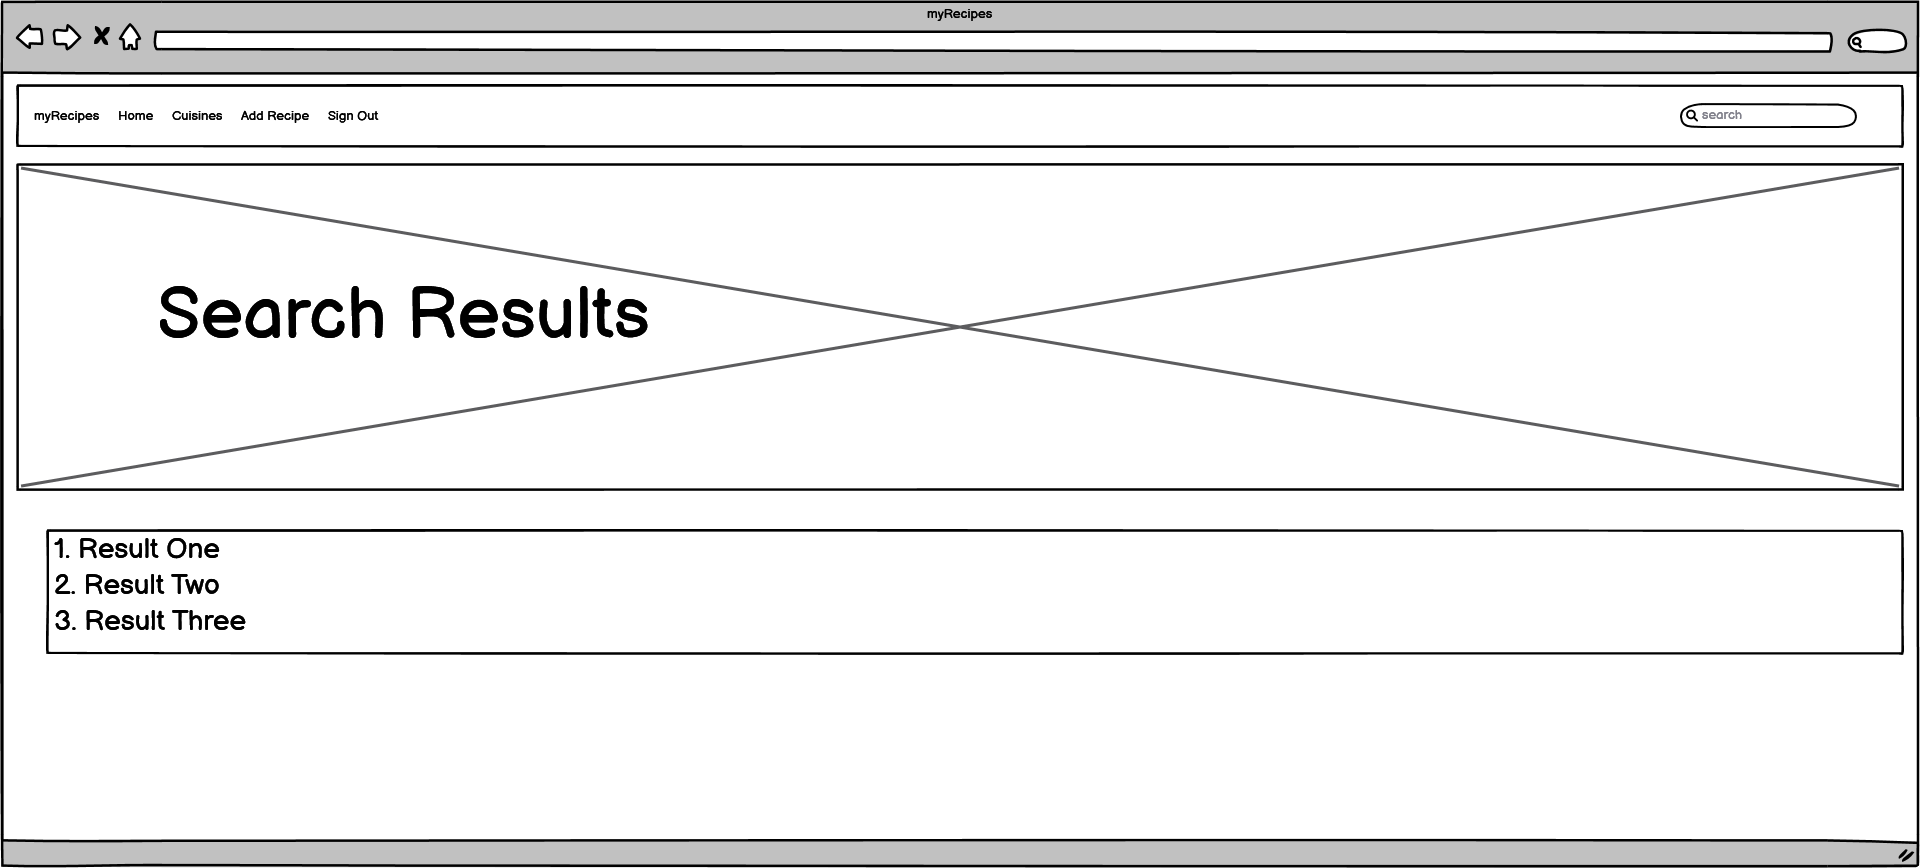 myRecipes
myRecipes Home Cuisines Add Recipe Sign Out search
Search Results
1. Result One
2. Result Two
3. Result Three